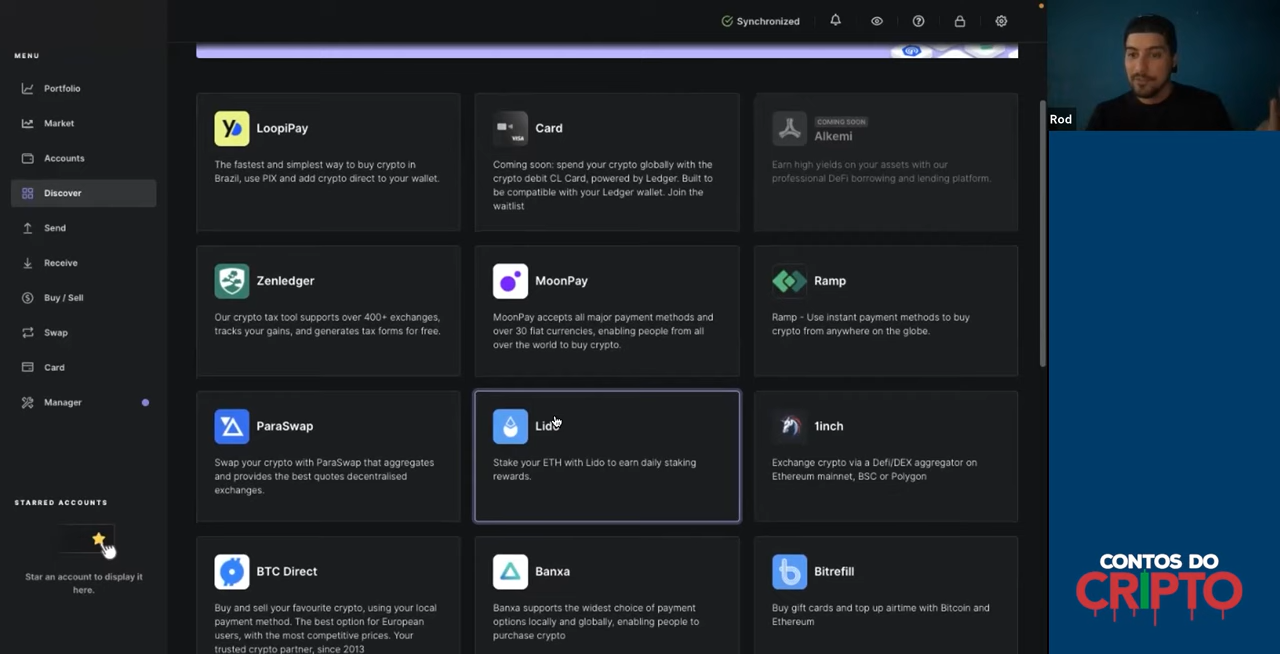 Synchronized
MENU
Portfolio
Market
Accounts
Discover
Send
Receive
Buy / Sell
Swap
Card
Manager
STARRED ACCOUNTS
Star an account to display it
here.
LoopiPay
The fastest and simplest way to buy crypto in
Brazil, use PIX and add crypto direct to your wallet.
Card
VISA
Coming soon: spend your crypto globally with the
crypto debit CL Card, powered by Ledger. Built to
be compatible with your Ledger wallet. Join the
waitlist
COMING SOON
Alkemi
Earn high yields on your assets with our
professional DeFi borrowing and lending platform.
Zenledger
Our crypto tax tool supports over 400+ exchanges,
tracks your gains, and generates tax forms for free.
MoonPay
MoonPay accepts all major payment methods and
over 30 fiat currencies, enabling people from all
over the world to buy crypto.
Ramp
Ramp - Use instant payment methods to buy
crypto from anywhere on the globe.
ParaSwap
Swap your crypto with ParaSwap that aggregates
and provides the best quotes decentralised
exchanges.
Lido
Stake your ETH with Lido to earn daily staking
rewards.
1inch
Exchange crypto via a Defi/DEX aggregator on
Ethereum mainnet, BSC or Polygon
BTC Direct
Buy and sell your favourite crypto, using your local
payment method. The best option for European
users, with the most competitive prices. Your
trusted crypto partner, since 2013
Banxa
Banxa supports the widest choice of payment
options locally and globally, enabling people to
purchase crypto
Bitrefill
Buy gift cards and top up airtime with Bitcoin and
Ethereum
Rod
CONTOS DO
CRIPTO